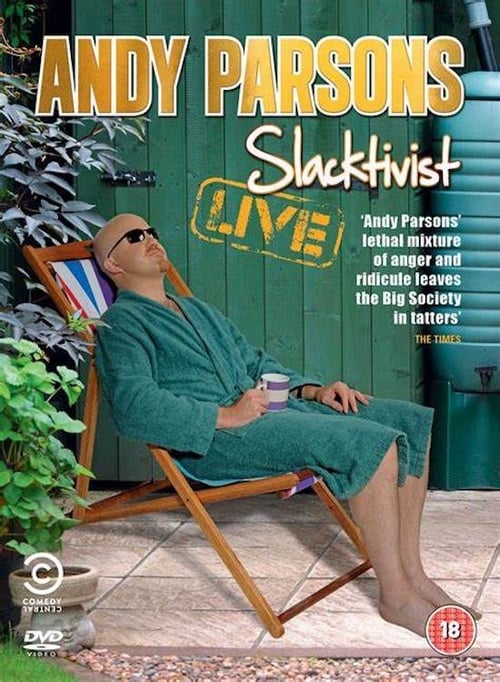 ANDY PARSONS
Slacktivist
LIVE
'Andy Parsons'
lethal mixture
of anger and
ridicule leaves
the Big Society
in tatters'
THE TIMES
COMEDY
CENTRAL
DVD
VIDEO
18